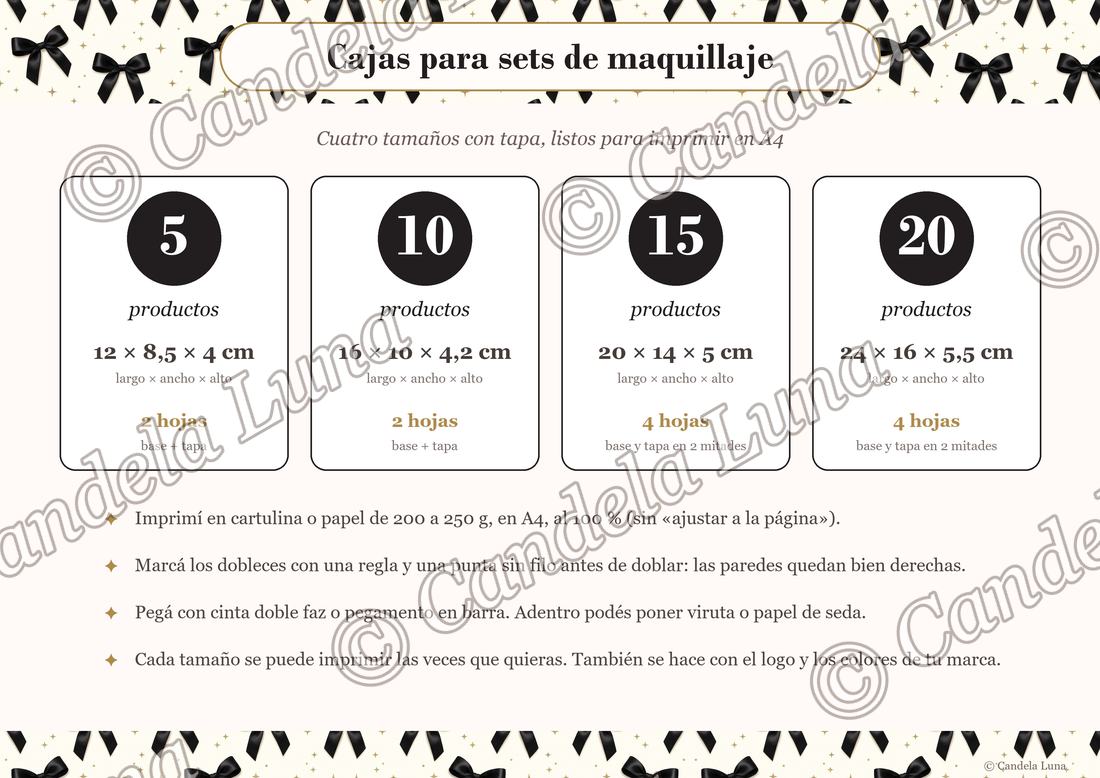 Cajas para sets de maquillaje
Cuatro tamaños con tapa, listos para imprimir en A4
5
productos
12 × 8,5 × 4 cm
largo × ancho × alto
2 hojas
base + tapa
10
productos
16 × 10 × 4,2 cm
largo × ancho × alto
2 hojas
base + tapa
15
productos
20 × 14 × 5 cm
largo × ancho × alto
4 hojas
base y tapa en 2 mitades
20
productos
24 × 16 × 5,5 cm
largo × ancho × alto
4 hojas
base y tapa en 2 mitades
Imprimí en cartulina o papel de 200 a 250 g, en A4, al 100 % (sin «ajustar a la página»).
Marcá los dobleces con una regla y una punta sin filo antes de doblar: las paredes quedan bien derechas.
Pegá con cinta doble faz o pegamento en barra. Adentro podés poner viruta o papel de seda.
Cada tamaño se puede imprimir las veces que quieras. También se hace con el logo y los colores de tu marca.
© Candela Luna
© Candela Luna
© Candela Luna
© Candela Luna